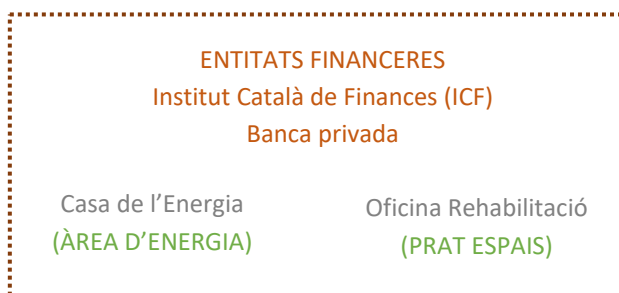 ENTITATS FINANCERES
Institut Català de Finances (ICF)
Banca privada
Casa de l’Energia
(ÀREA D’ENERGIA)
Oficina Rehabilitació
(PRAT ESPAIS)